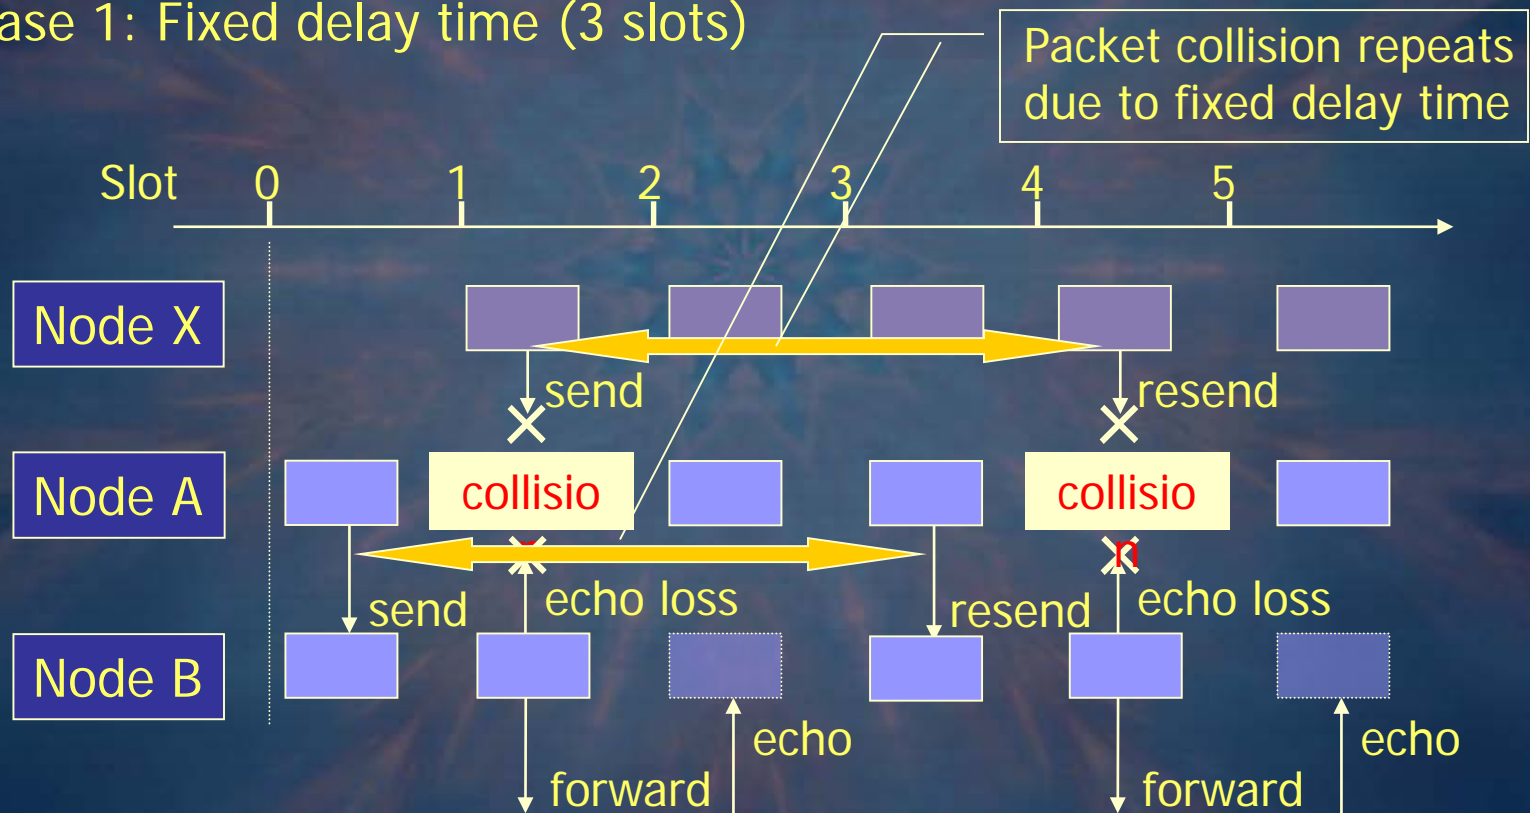 ase 1: Fixed delay time (3 slots)
Packet collision repeats
due to fixed delay time
Slot 0 1 2 3 4 5
Node X
send
resend
Node A
collisio
collisio
n
n
send
echo loss
resend
echo loss
Node B
echo
echo
forward
forward